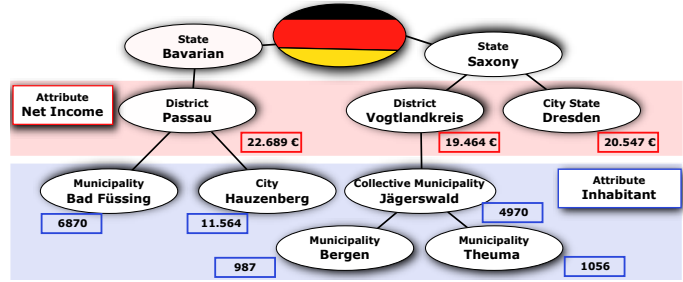 State
Bavarian
State
Saxony
Attribute
Net Income
District
Passau
22.689 €
District
Vogtlandkreis
19.464 €
City State
Dresden
20.547 €
Municipality
Bad Füssing
6870
City
Hauzenberg
11.564
Collective Municipality
Jägerswald
4970
Attribute
Inhabitant
Municipality
Bergen
987
Municipality
Theuma
1056